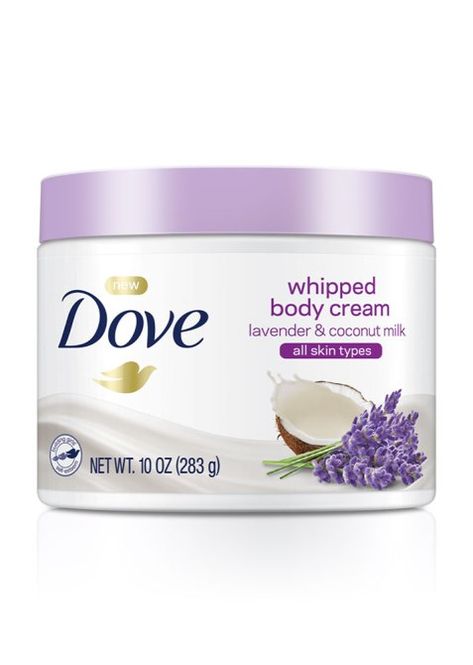 new
Dove
whipped
body cream
lavender & coconut milk
all skin types
NET WT. 10 OZ (283 g)